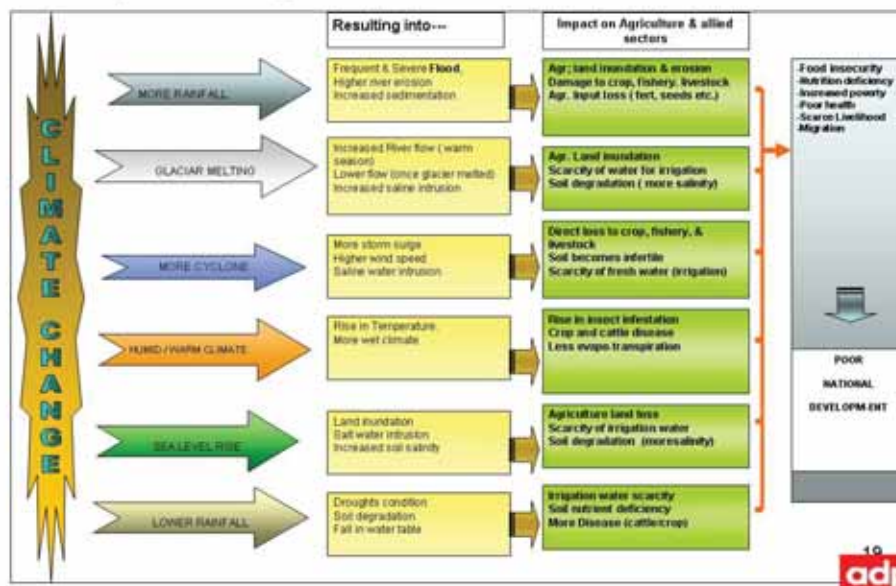 Resulting into---
Impact on Agriculture & allied
sectors
CLIMATE CHANGE
MORE RAINFALL
Frequent & Severe Flood,
Higher river erosion
Increased sedimentation
Agr; land inundation & erosion
Damage to crop, fishery, livestock
Agr. Input loss ( fert, seeds etc.)
GLACIAR MELTING
Increased River flow ( warm
season)
Lower flow (once glacier melted)
Increased saline intrusion
Agr. Land inundation
Scarcity of water for irrigation
Soil degradation ( more salinity)
MORE CYCLONE
More storm surge
Higher wind speed
Saline water intrusion
Direct loss to crop, fishery, &
livestock
Soil becomes infertile
Scarcity of fresh water (irrigation)
HUMID / WARM CLIMATE
Rise in Temperature,
More wet climate
Rise in insect infestation
Crop and cattle disease
Less evapo transpiration
SEA LEVEL RISE
Land inundation
Salt water intrusion
Increased soil salinity
Agriculture land loss
Scarcity of irrigation water
Soil degradation (moresalinity)
LOWER RAINFALL
Droughts condition
Soil degradation
Fall in water table
Irrigation water scarcity
Soil nutrient deficiency
More Disease (cattle/crop)
-Food insecurity
-Nutrition deficiency
-Increased poverty
-Poor health
-Scarce Livelihood
-Migration
POOR
NATIONAL
DEVELOPM-ENT
19